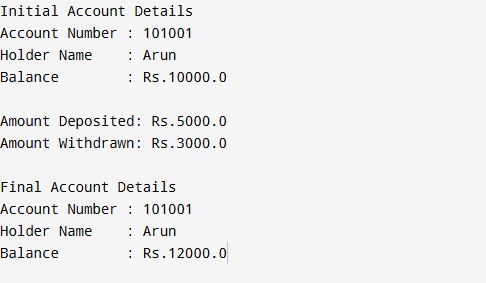 Initial Account Details
Account Number : 101001
Holder Name    : Arun
Balance        : Rs.10000.0

Amount Deposited: Rs.5000.0
Amount Withdrawn: Rs.3000.0

Final Account Details
Account Number : 101001
Holder Name    : Arun
Balance        : Rs.12000.0